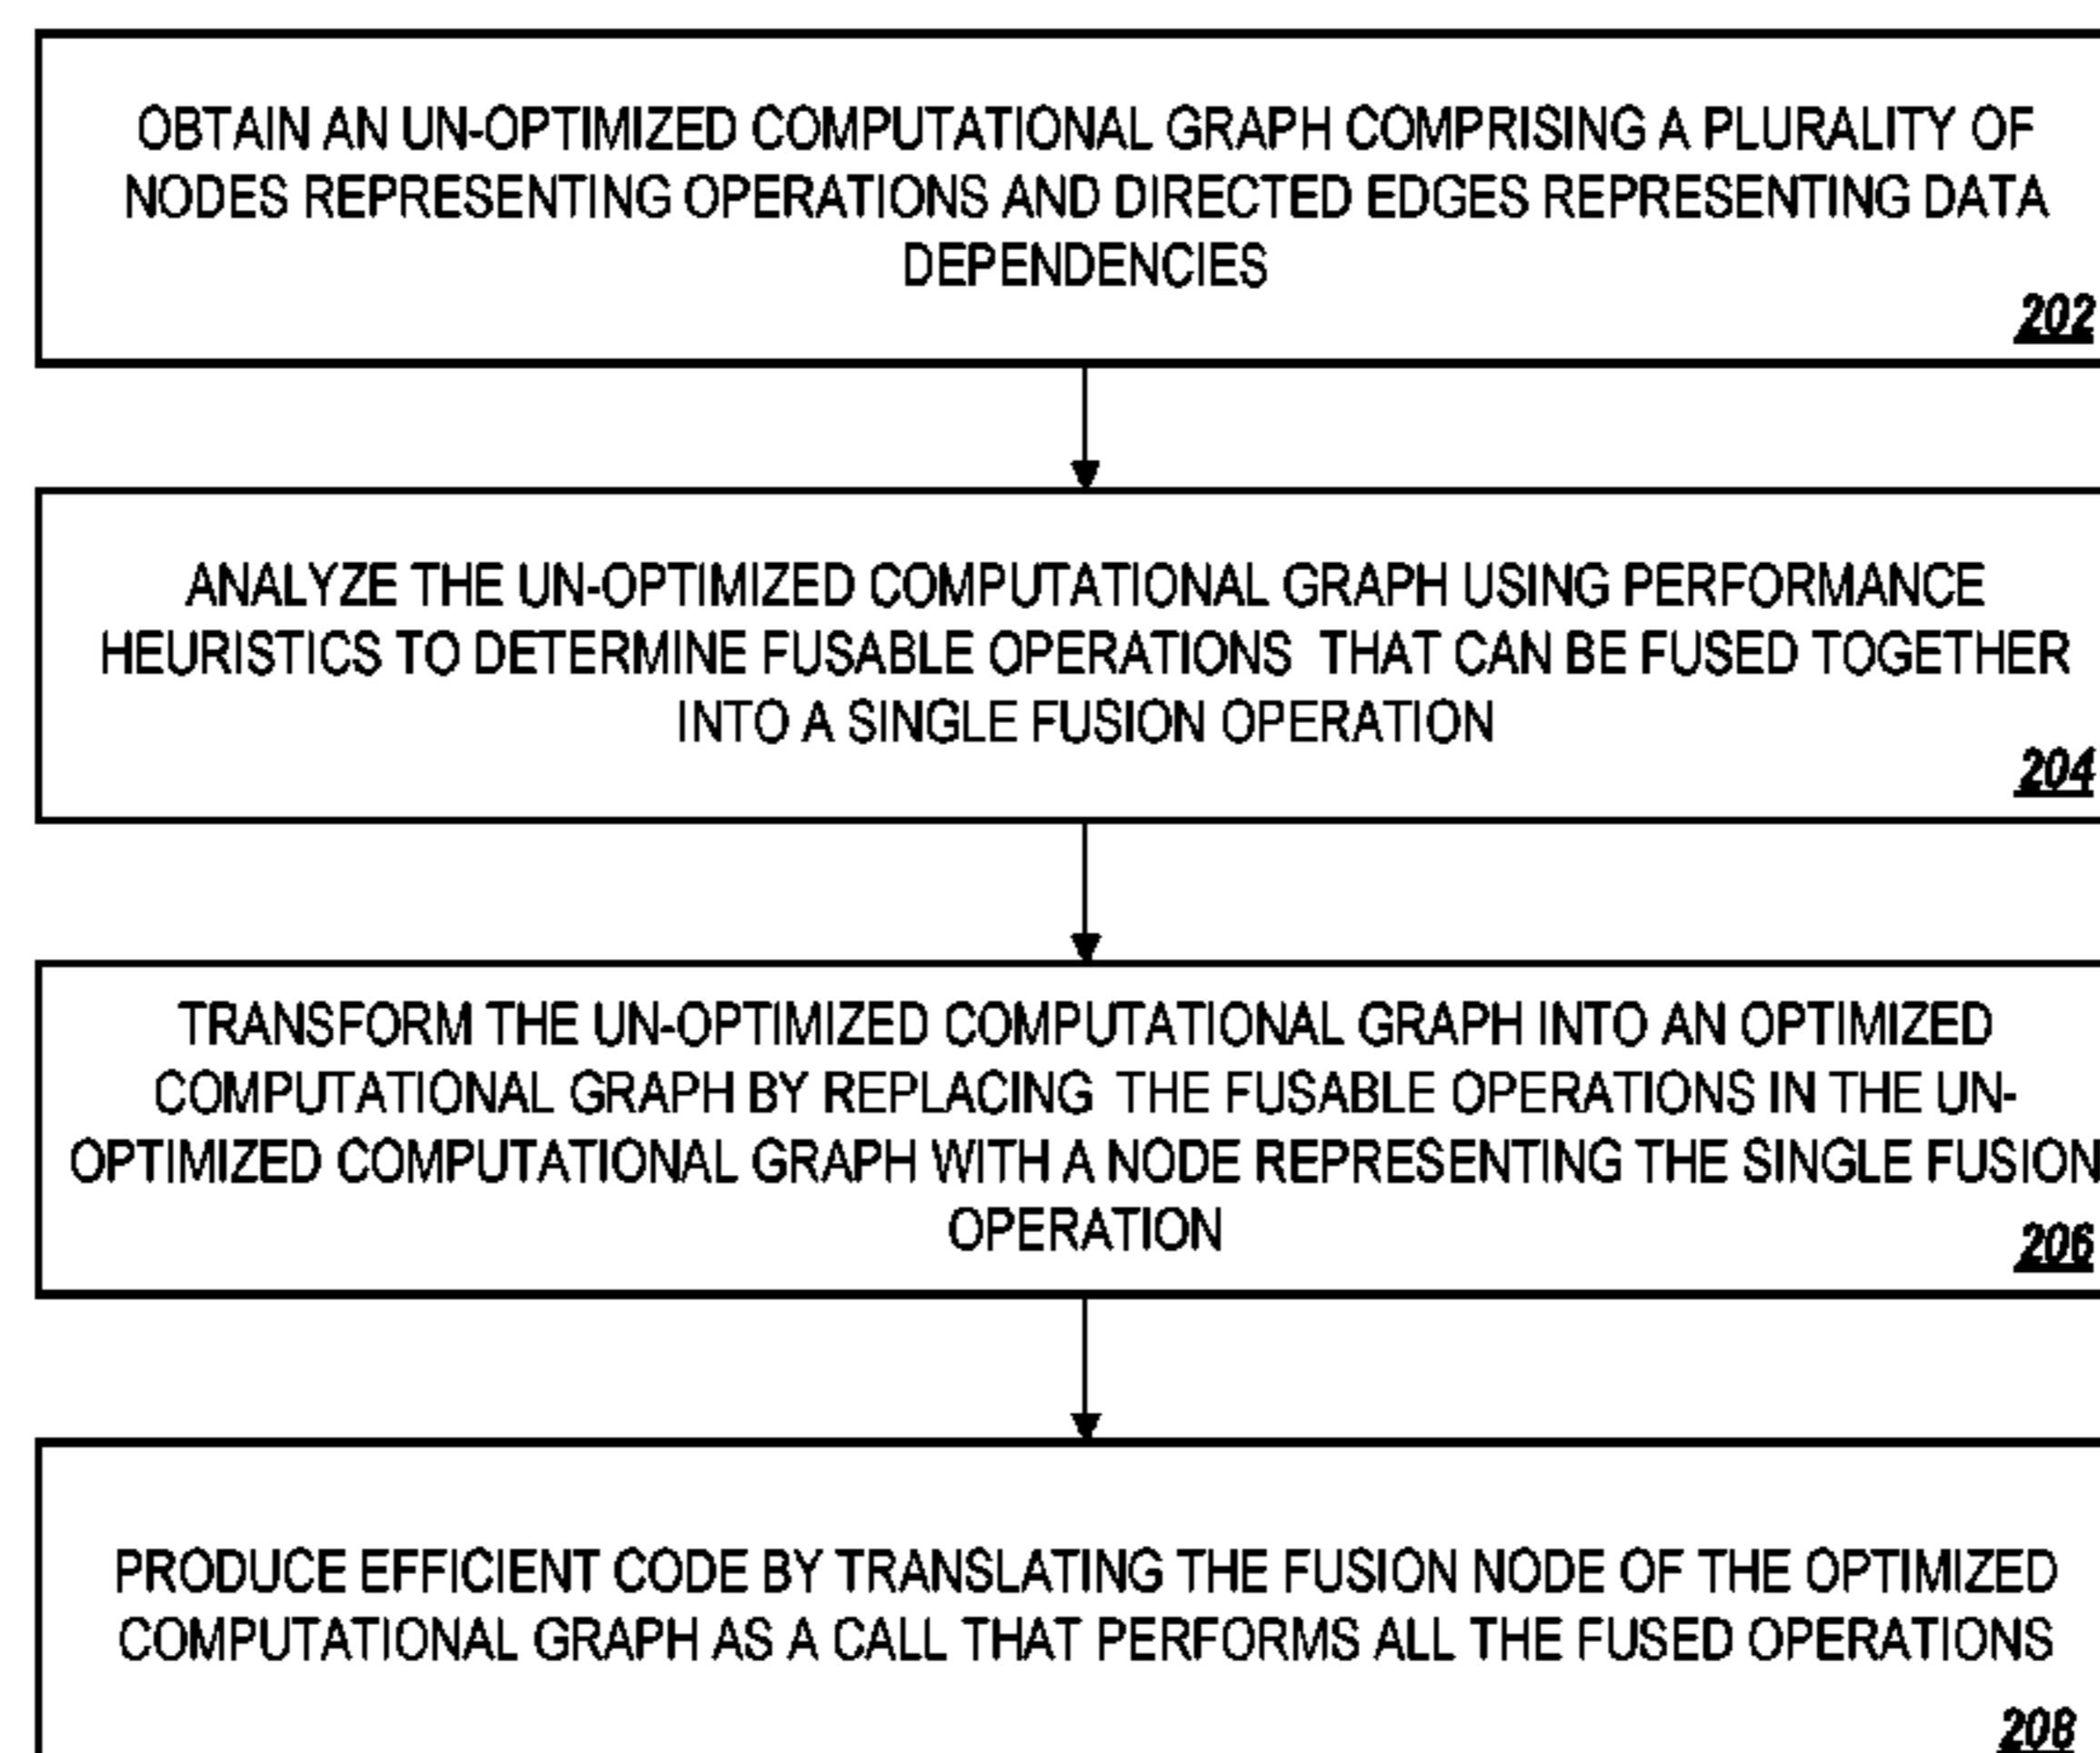 OBTAIN AN UN-OPTIMIZED COMPUTATIONAL GRAPH COMPRISING A PLURALITY OF
NODES REPRESENTING OPERATIONS AND DIRECTED EDGES REPRESENTING DATA
DEPENDENCIES
202
ANALYZE THE UN-OPTIMIZED COMPUTATIONAL GRAPH USING PERFORMANCE
HEURISTICS TO DETERMINE FUSABLE OPERATIONS THAT CAN BE FUSED TOGETHER
INTO A SINGLE FUSION OPERATION
204
TRANSFORM THE UN-OPTIMIZED COMPUTATIONAL GRAPH INTO AN OPTIMIZED
COMPUTATIONAL GRAPH BY REPLACING THE FUSABLE OPERATIONS IN THE UN-
OPTIMIZED COMPUTATIONAL GRAPH WITH A NODE REPRESENTING THE SINGLE FUSION
OPERATION
206
PRODUCE EFFICIENT CODE BY TRANSLATING THE FUSION NODE OF THE OPTIMIZED
COMPUTATIONAL GRAPH AS A CALL THAT PERFORMS ALL THE FUSED OPERATIONS
208